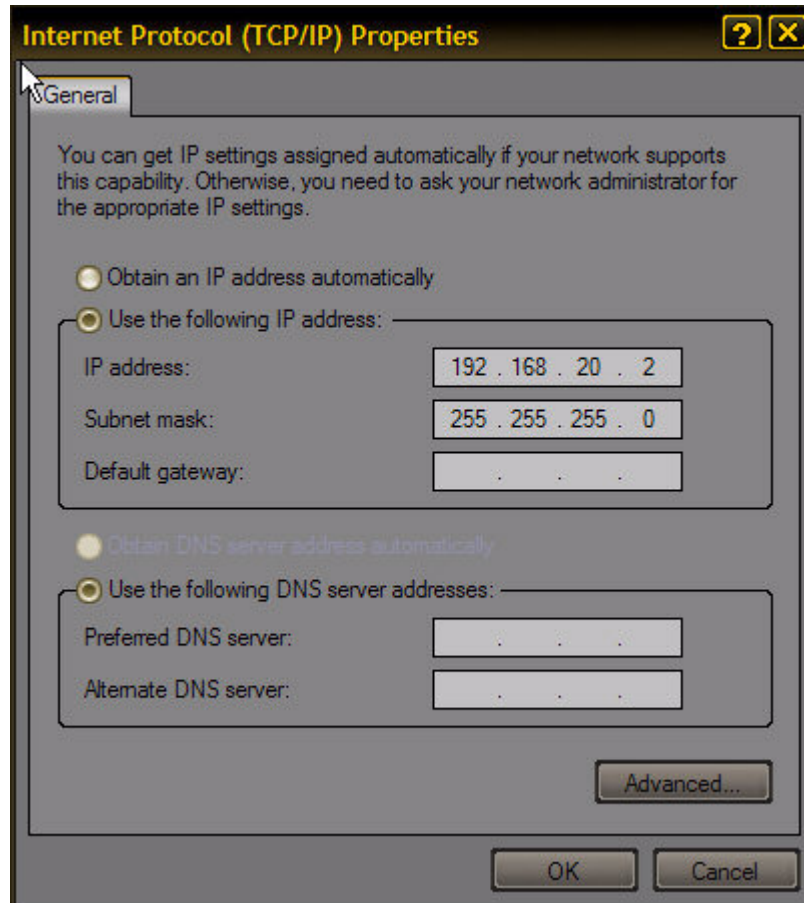 Internet Protocol (TCP/IP) Properties
General
You can get IP settings assigned automatically if your network supports
this capability. Otherwise, you need to ask your network administrator for
the appropriate IP settings.
Obtain an IP address automatically
Use the following IP address:
IP address: 192 . 168 . 20 . 2
Subnet mask: 255 . 255 . 255 . 0
Default gateway: . . .
Obtain DNS server address automatically
Use the following DNS server addresses:
Preferred DNS server: . . .
Alternate DNS server: . . .
Advanced...
OK Cancel